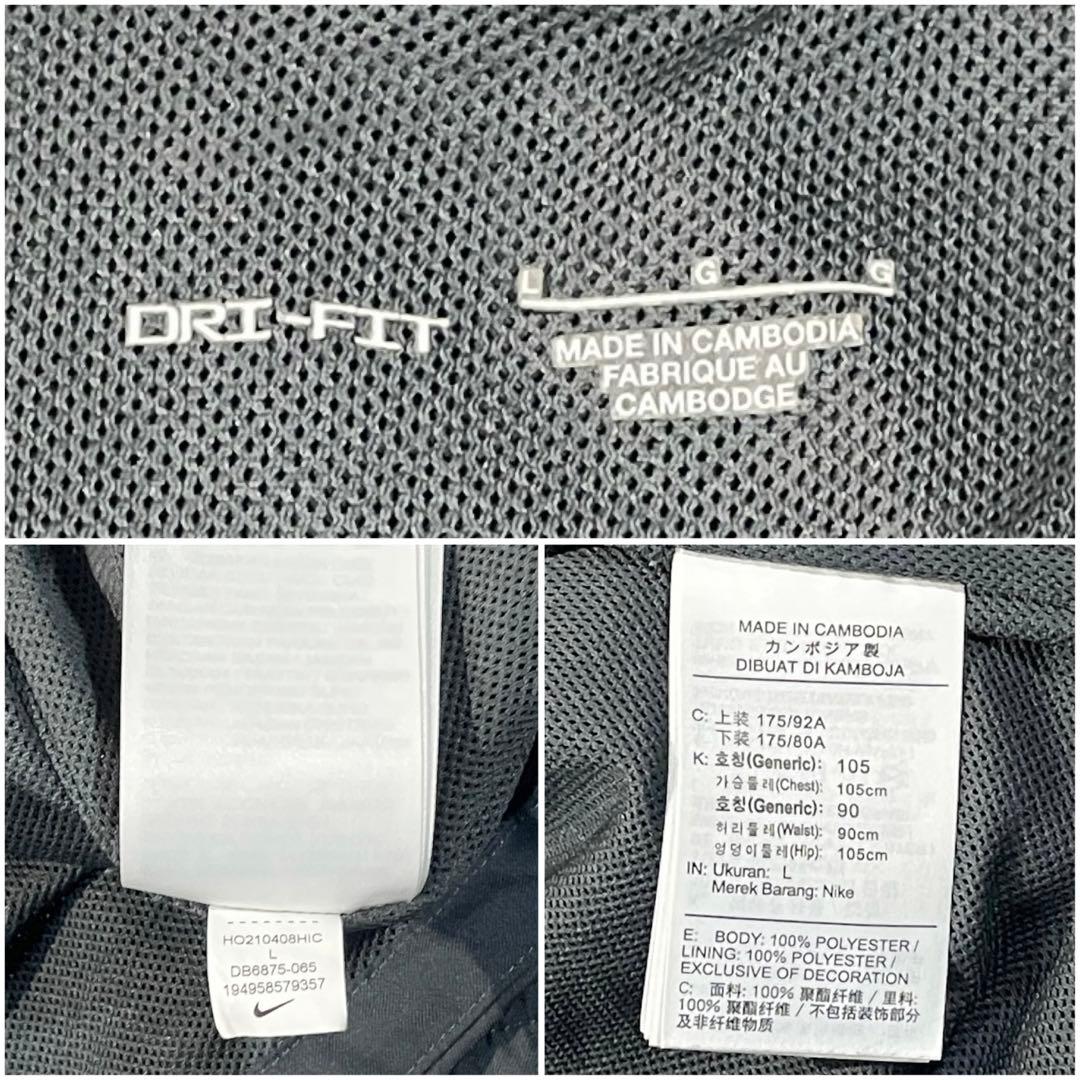 DRI-FIT
L G G
MADE IN CAMBODIA
FABRIQUE AU
CAMBODGE
HO210408HIC
L
DB6875-065
194958579357
MADE IN CAMBODIA
カンボジア製
DIBUAT DI KAMBOJA
C: 上装 175/92A
下装 175/80A
K: 호칭(Generic): 105
가슴둘레(Chest): 105cm
호칭(Generic): 90
허리둘레(Waist): 90cm
엉덩이둘레(Hip): 105cm
IN: Ukuran: L
Merek Barang: Nike
E: BODY: 100% POLYESTER /
LINING: 100% POLYESTER /
EXCLUSIVE OF DECORATION
C: 面料: 100% 聚酯纤维 / 里料:
100% 聚酯纤维 / 不包括装饰部分
及非纤维物质